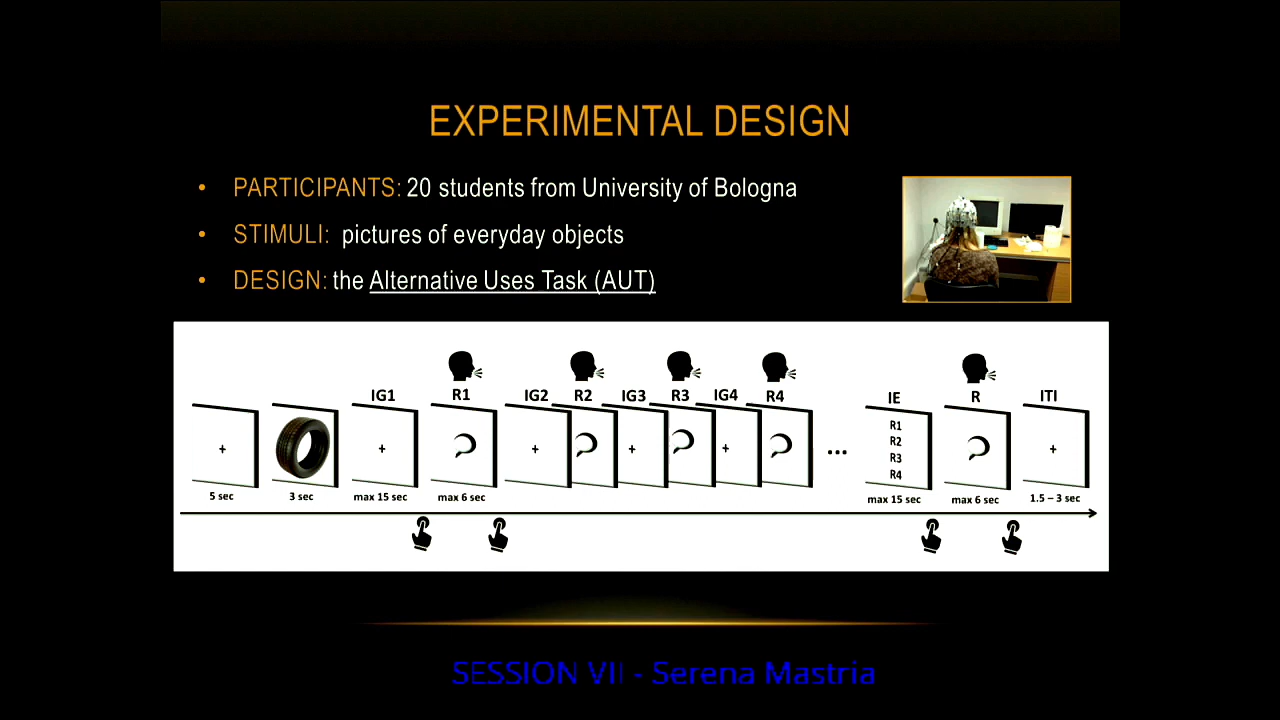 EXPERIMENTAL DESIGN
• PARTICIPANTS: 20 students from University of Bologna
• STIMULI: pictures of everyday objects
• DESIGN: the Alternative Uses Task (AUT)
IG1 R1 IG2 R2 IG3 R3 IG4 R4 IE R ITI
+ + ? + ? + ? + ? ... ? +
R1
R2
R3
R4
5 sec 3 sec max 15 sec max 6 sec max 15 sec max 6 sec 1.5 – 3 sec
SESSION VII - Serena Mastria